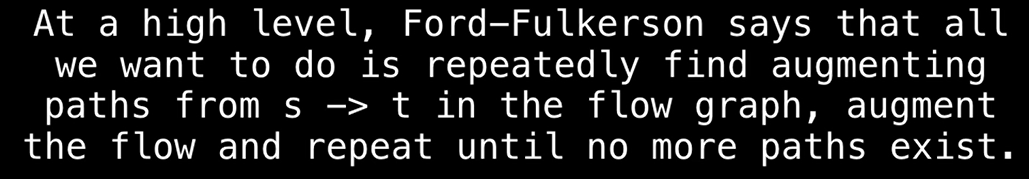 At a high level, Ford-Fulkerson says that all
we want to do is repeatedly find augmenting
paths from s -> t in the flow graph, augment
the flow and repeat until no more paths exist.